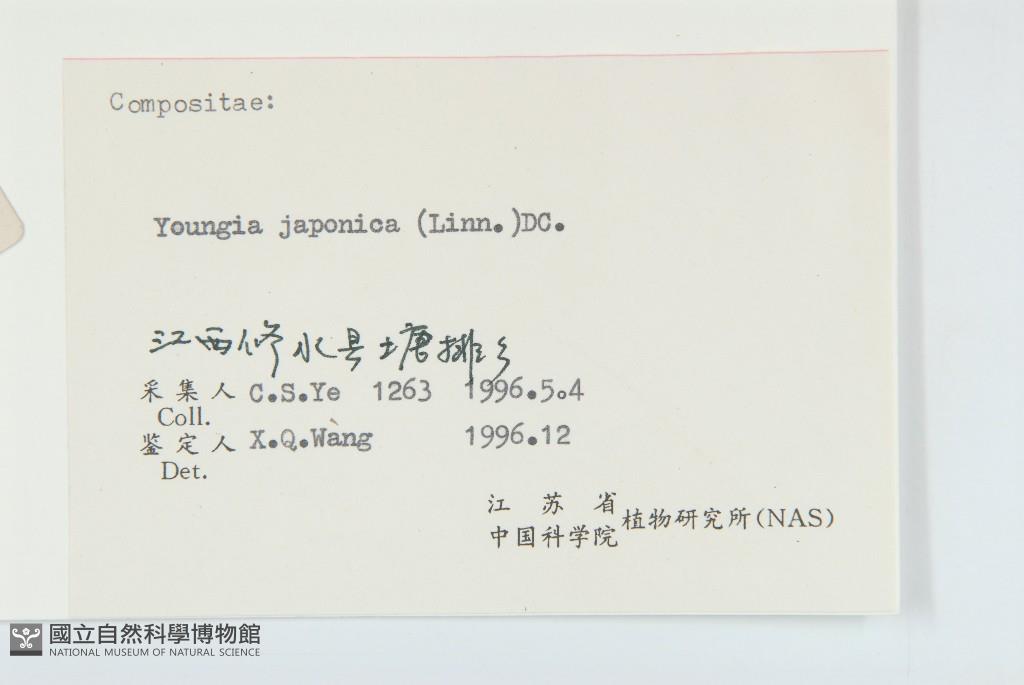 Compositae:
Youngia japonica (Linn.)DC.
江西修水县塘排乡
采集人 C.S.Ye 1263 1996.5.4
Coll.
鉴定人 X.Q.Wang 1996.12
Det.
江苏省
中国科学院 植物研究所(NAS)
國立自然科學博物館
NATIONAL MUSEUM OF NATURAL SCIENCE